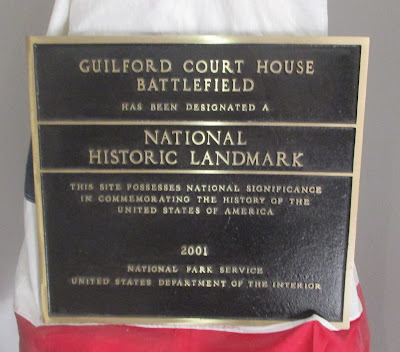 GUILFORD COURT HOUSE
BATTLEFIELD
HAS BEEN DESIGNATED A
NATIONAL
HISTORIC LANDMARK
THIS SITE POSSESSES NATIONAL SIGNIFICANCE
IN COMMEMORATING THE HISTORY OF THE
UNITED STATES OF AMERICA
2001
NATIONAL PARK SERVICE
UNITED STATES DEPARTMENT OF THE INTERIOR